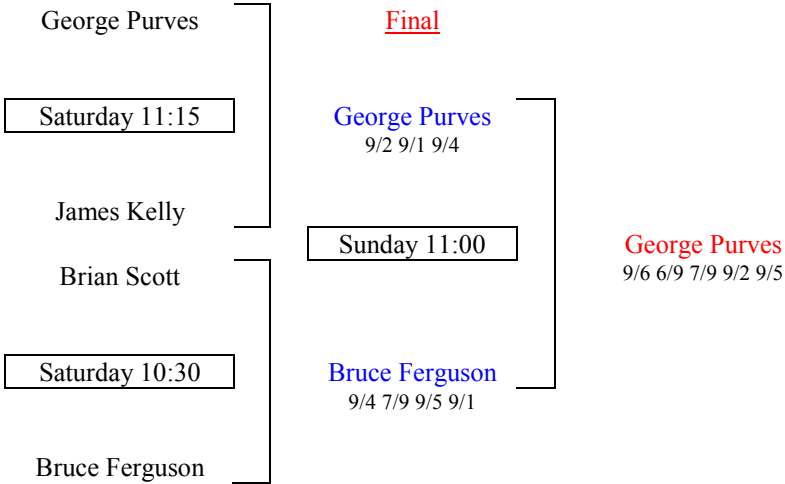 George Purves
Final
Saturday 11:15
George Purves
9/2 9/1 9/4
James Kelly
Sunday 11:00
George Purves
9/6 6/9 7/9 9/2 9/5
Brian Scott
Saturday 10:30
Bruce Ferguson
9/4 7/9 9/5 9/1
Bruce Ferguson